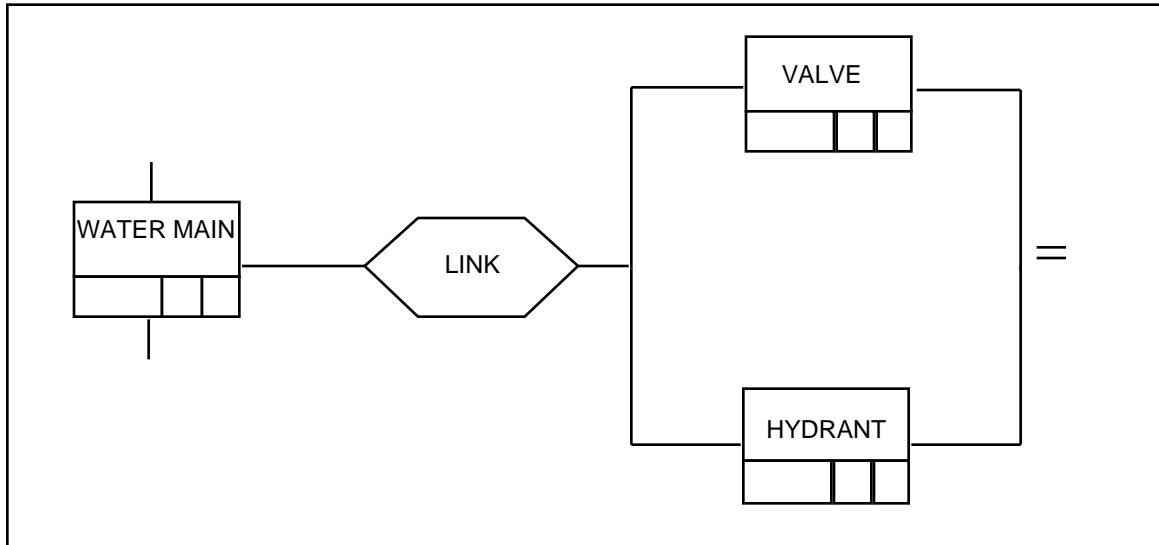 VALVE
WATER MAIN
LINK
HYDRANT
=